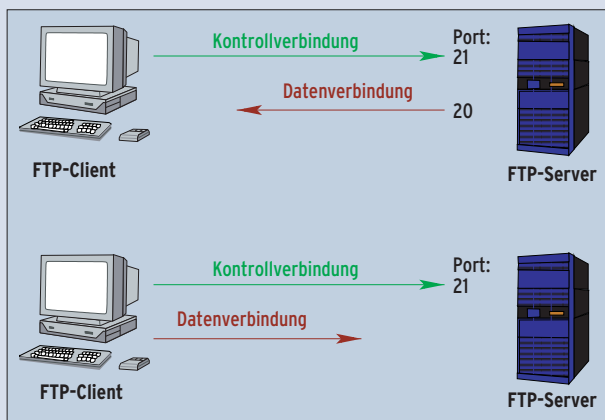 Kontrollverbindung
Port:
21
Datenverbindung
20
FTP-Client
FTP-Server
Kontrollverbindung
Port:
21
Datenverbindung
FTP-Client
FTP-Server